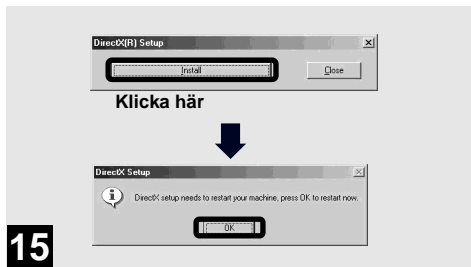 DirectX(R) Setup
Install
Close
Klicka här
DirectX Setup
DirectX setup needs to restart your machine, press OK to restart now.
OK
15